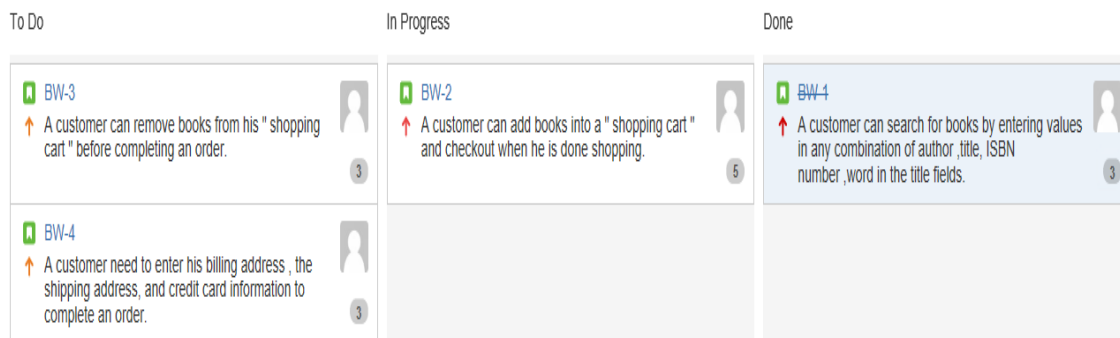 To Do
BW-3
A customer can remove books from his " shopping
cart " before completing an order.
3
BW-4
A customer need to enter his billing address , the
shipping address, and credit card information to
complete an order.
3
In Progress
BW-2
A customer can add books into a " shopping cart "
and checkout when he is done shopping.
5
Done
BW-1
A customer can search for books by entering values
in any combination of author ,title, ISBN
number ,word in the title fields.
3